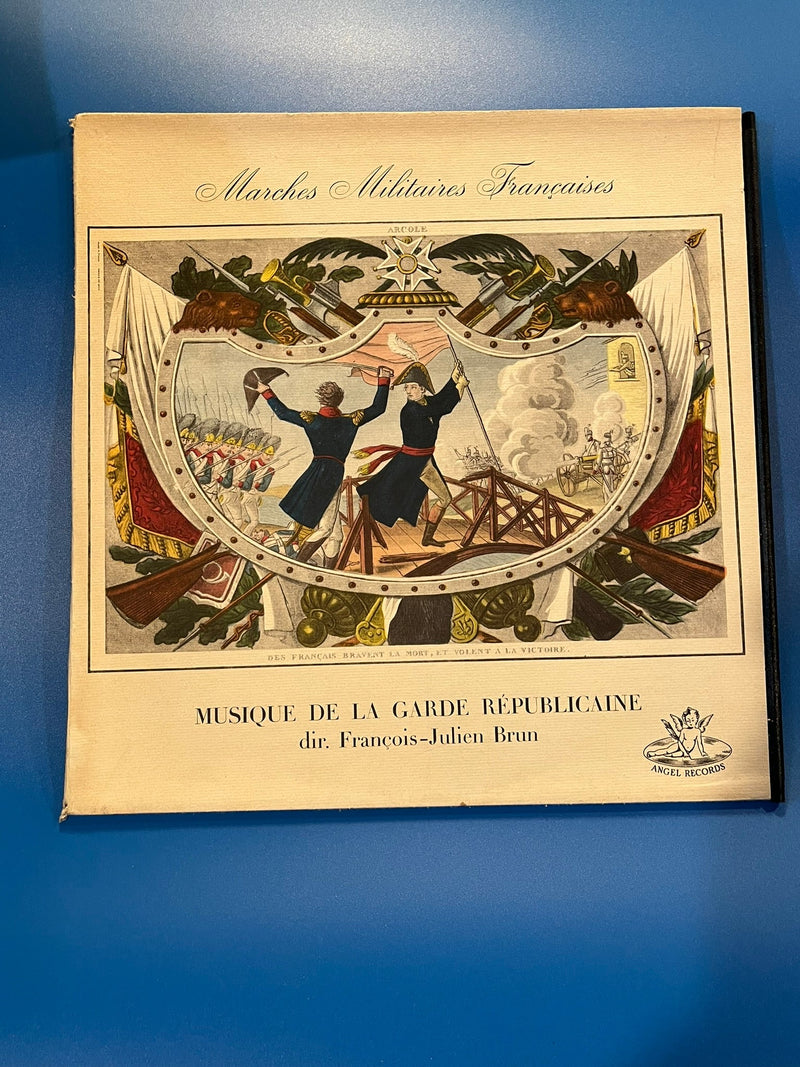 Marches Militaires Françaises
ARCOLE
DES FRANÇAIS BRAVENT LA MORT, ET VOLENT A LA VICTOIRE.
MUSIQUE DE LA GARDE RÉPUBLICAINE
dir. François-Julien Brun
ANGEL RECORDS